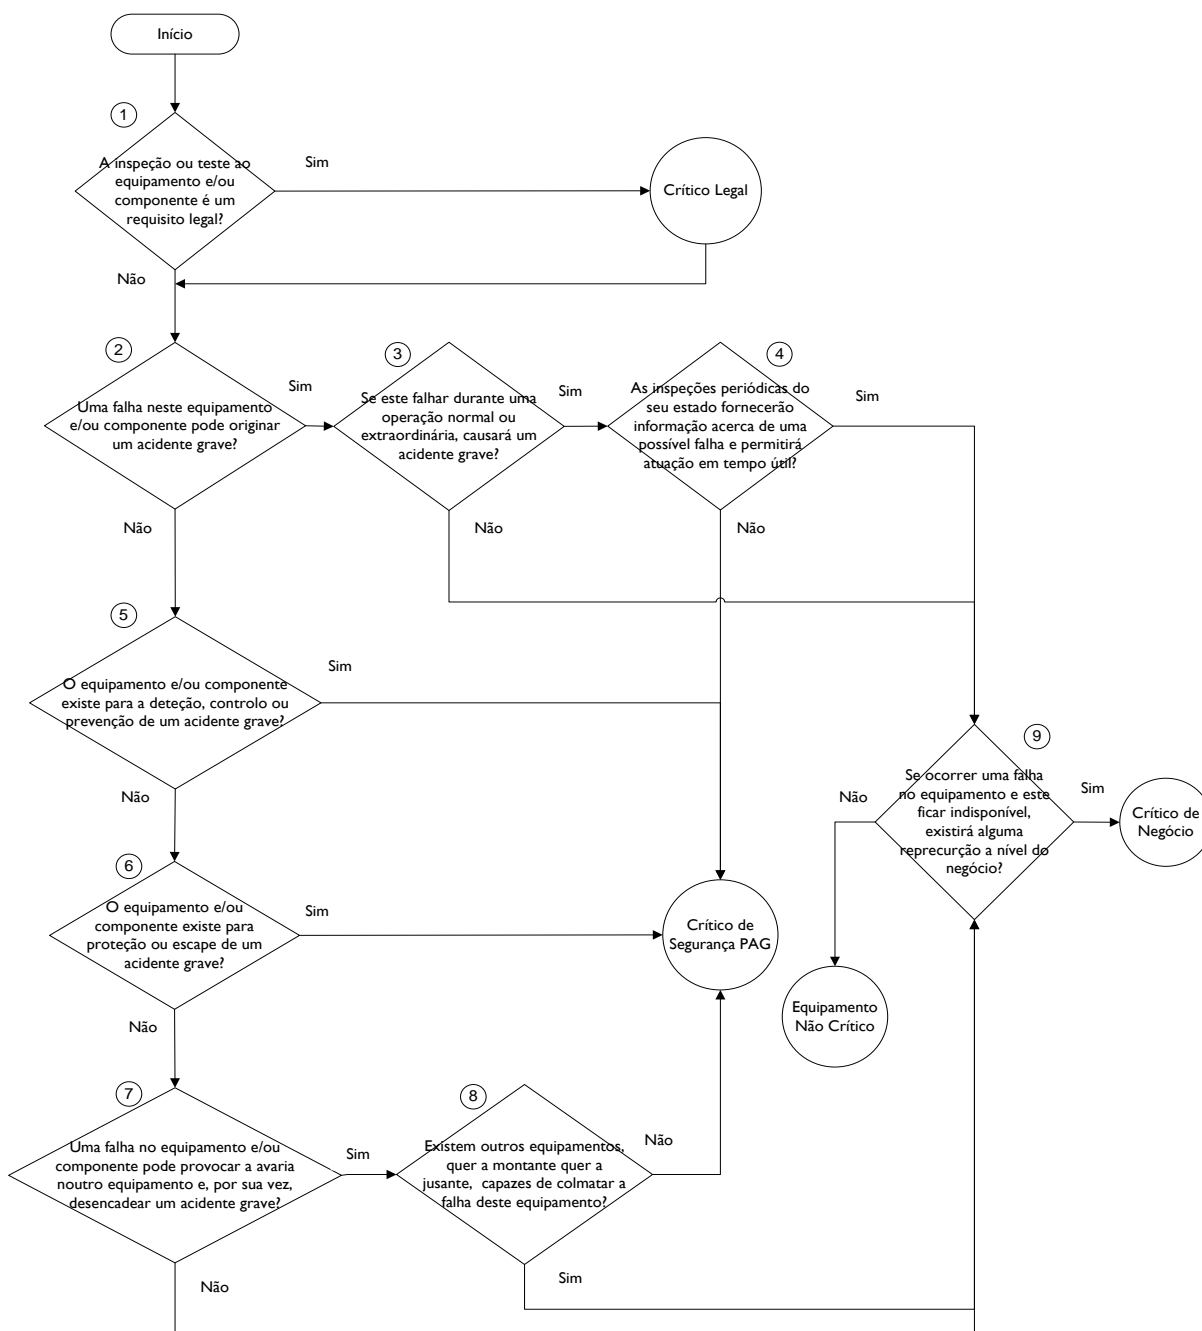 Início
1
A inspeção ou teste ao
equipamento e/ou
componente é um
requisito legal?
Sim
Crítico Legal
Não
2
Uma falha neste equipamento
e/ou componente pode originar
um acidente grave?
Sim
3
Se este falhar durante uma
operação normal ou
extraordinária, causará um
acidente grave?
Sim
4
As inspeções periódicas do
seu estado fornecerão
informação acerca de uma
possível falha e permitirá
atuação em tempo útil?
Sim
Não
Não
Não
5
O equipamento e/ou componente
existe para a deteção, controlo ou
prevenção de um acidente grave?
Sim
Não
9
Se ocorrer uma falha
no equipamento e este
ficar indisponível,
existirá alguma
reprecurção a nível do
negócio?
Não
Sim
Crítico de
Negócio
6
O equipamento e/ou
componente existe para
proteção ou escape de um
acidente grave?
Sim
Crítico de
Segurança PAG
Equipamento
Não Crítico
Não
7
Uma falha no equipamento e/ou
componente pode provocar a avaria
noutro equipamento e, por sua vez,
desencadear um acidente grave?
Sim
8
Existem outros equipamentos,
quer a montante quer a
jusante, capazes de colmatar a
falha deste equipamento?
Não
Não
Sim